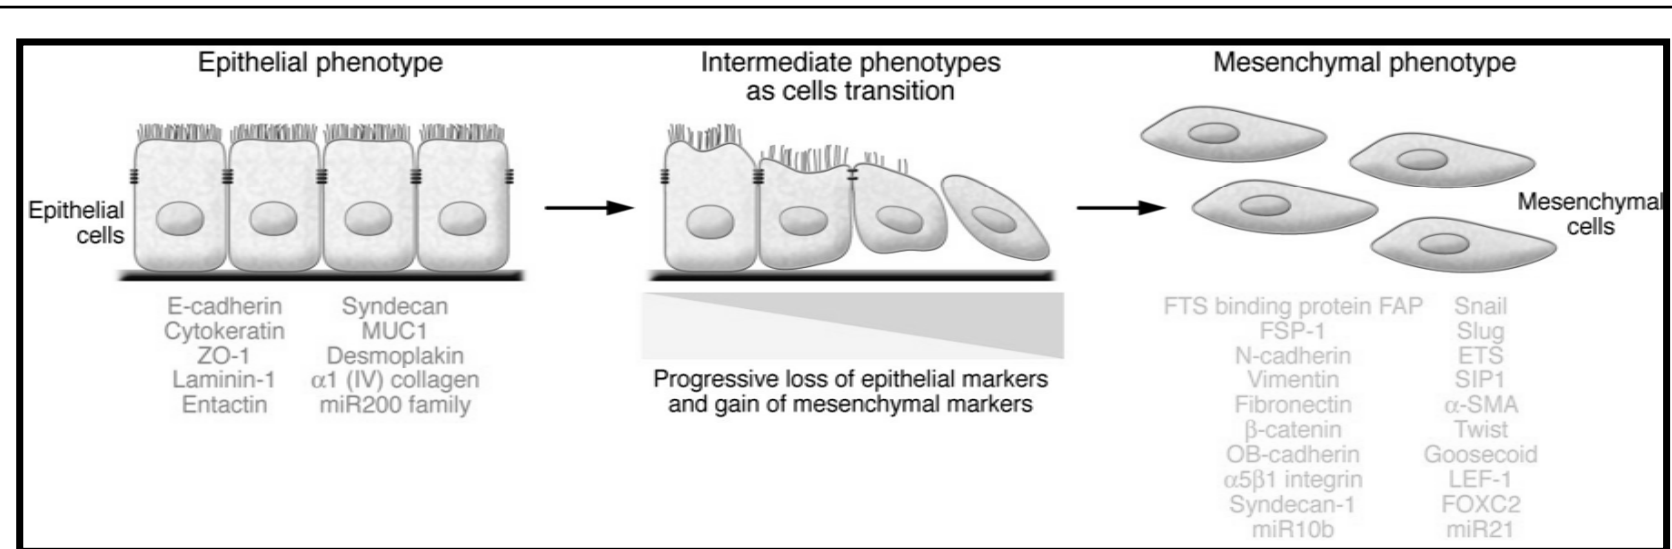 Epithelial phenotype
Intermediate phenotypes
as cells transition
Mesenchymal phenotype
Epithelial
cells
Mesenchymal
cells
E-cadherin
Cytokeratin
ZO-1
Laminin-1
Entactin
Syndecan
MUC1
Desmoplakin
α1 (IV) collagen
miR200 family
Progressive loss of epithelial markers
and gain of mesenchymal markers
FTS binding protein FAP
FSP-1
N-cadherin
Vimentin
Fibronectin
β-catenin
OB-cadherin
α5β1 integrin
Syndecan-1
miR10b
Snail
Slug
ETS
SIP1
α-SMA
Twist
Goosecoid
LEF-1
FOXC2
miR21